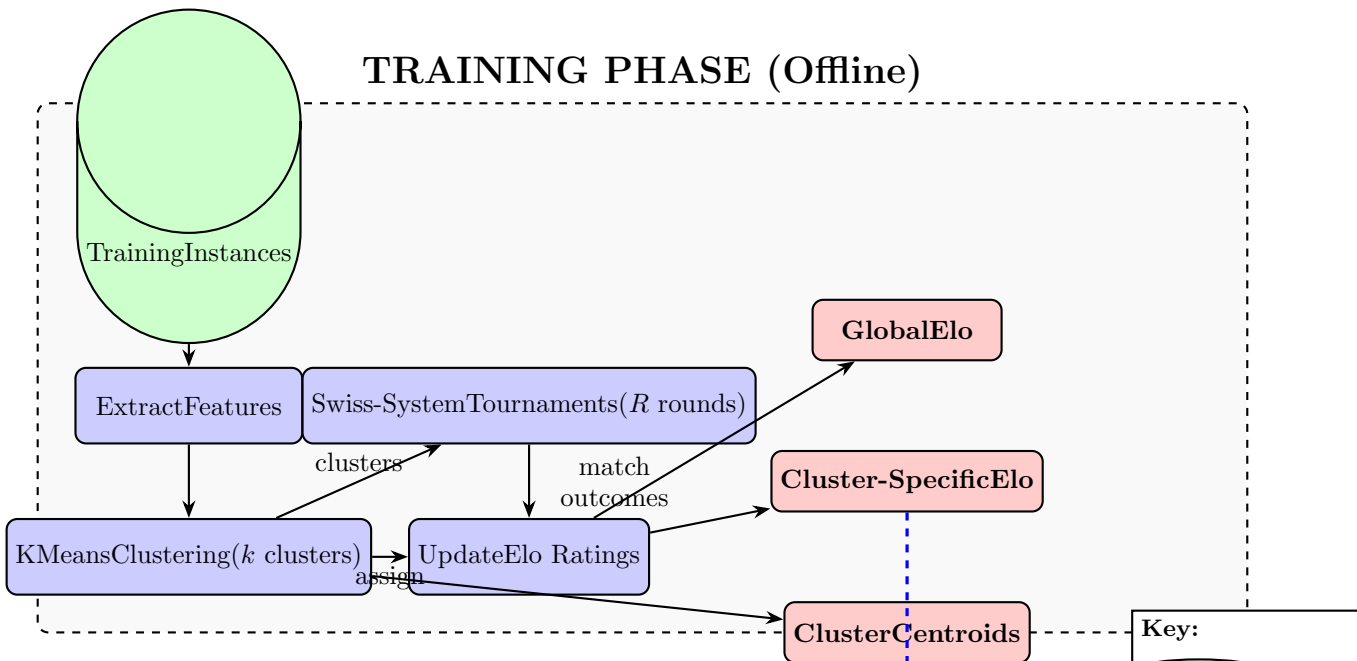 TRAINING PHASE (Offline)
TrainingInstances
GlobalElo
ExtractFeatures
Swiss-SystemTournaments(R rounds)
clusters
match
outcomes
Cluster-SpecificElo
KMeansClustering(k clusters)
UpdateElo Ratings
assign
ClusterCentroids
Key: